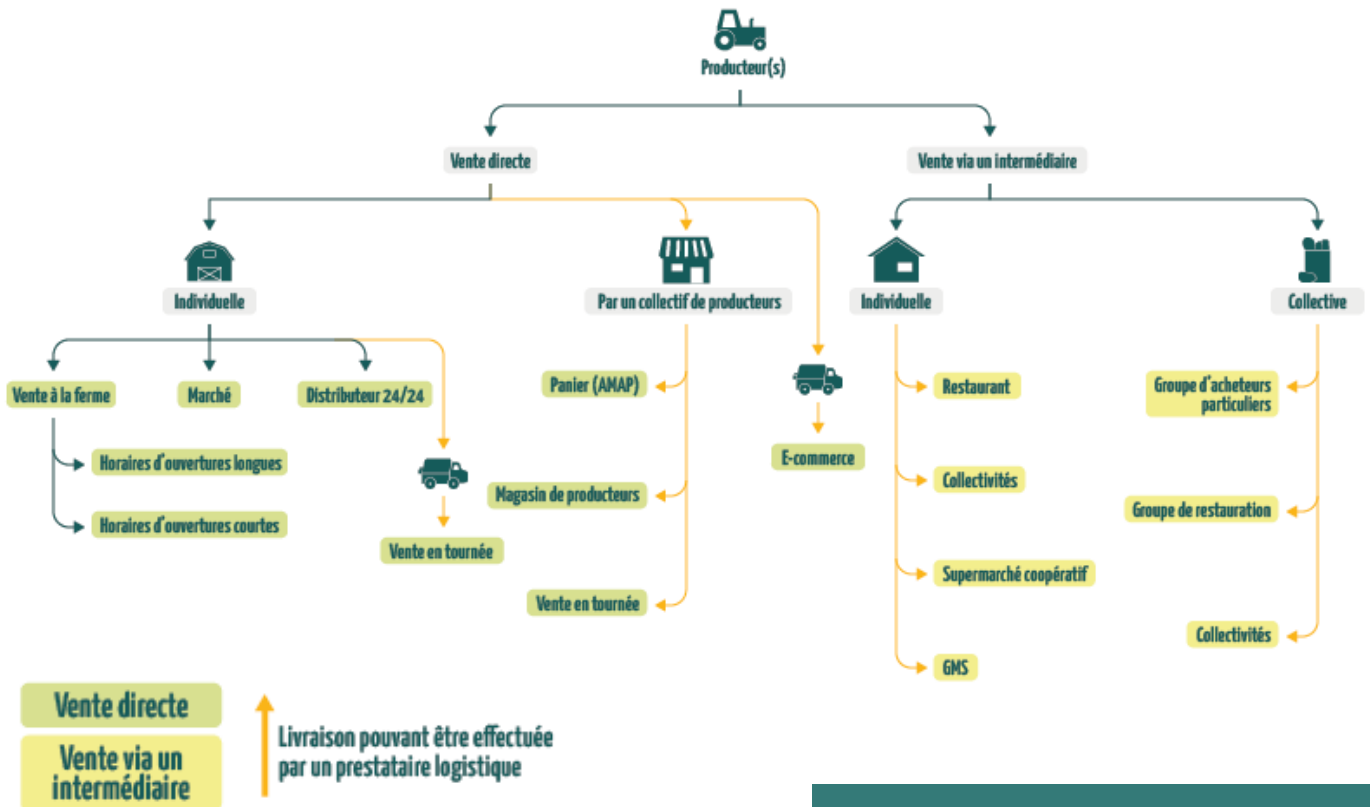 Producteur(s)
Vente directe
Vente via un intermédiaire
Individuelle
Par un collectif de producteurs
Individuelle
Collective
Vente à la ferme
Marché
Distributeur 24/24
Panier (AMAP)
Restaurant
Groupe d'acheteurs
particuliers
Horaires d'ouvertures longues
E-commerce
Collectivités
Magasin de producteurs
Groupe de restauration
Horaires d'ouvertures courtes
Vente en tournée
Supermarché coopératif
Vente en tournée
Collectivités
GMS
Vente directe
Vente via un
intermédiaire
Livraison pouvant être effectuée
par un prestataire logistique